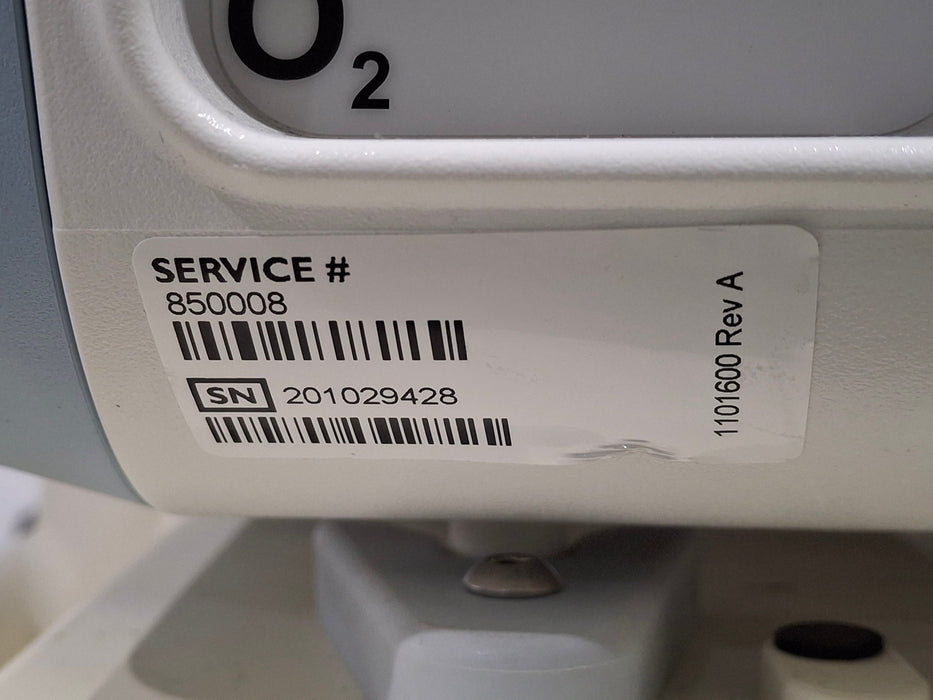 O2
SERVICE #
850008
SN 201029428
1101600 Rev A